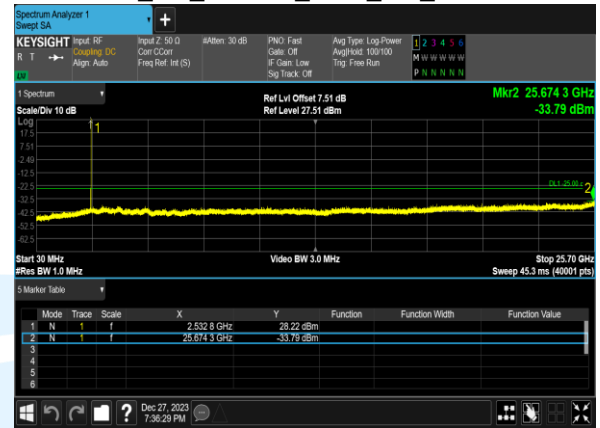 Spectrum Analyzer 1
Swept SA
+
KEYSIGHT Input: RF Input Z: 50 Ω #Atten: 30 dB PNO: Fast Avg Type: Log-Power 1 2 3 4 5 6
R T Coupling: DC Corr CCorr Gate: Off Avg|Hold: 100/100 M W W W W W
Align: Auto Freq Ref: Int (S) IF Gain: Low Trig: Free Run P N N N N N
Sig Track: Off
1 Spectrum
Ref Lvl Offset 7.51 dB Mkr2 25.674 3 GHz
Scale/Div 10 dB Ref Level 27.51 dBm -33.79 dBm
Log
1
17.5
7.51
-2.49
-12.5
-22.5
DL1 -25.00
2
-32.5
-42.5
-52.5
-62.5
Start 30 MHz Video BW 3.0 MHz Stop 25.70 GHz
#Res BW 1.0 MHz Sweep 45.3 ms (40001 pts)
5 Marker Table
Mode Trace Scale X Y Function Function Width Function Value
1 N 1 f 2.532 8 GHz 28.22 dBm
2 N 1 f 25.674 3 GHz -33.79 dBm
3
4
5
6
? Dec 27, 2023
7:36:29 PM